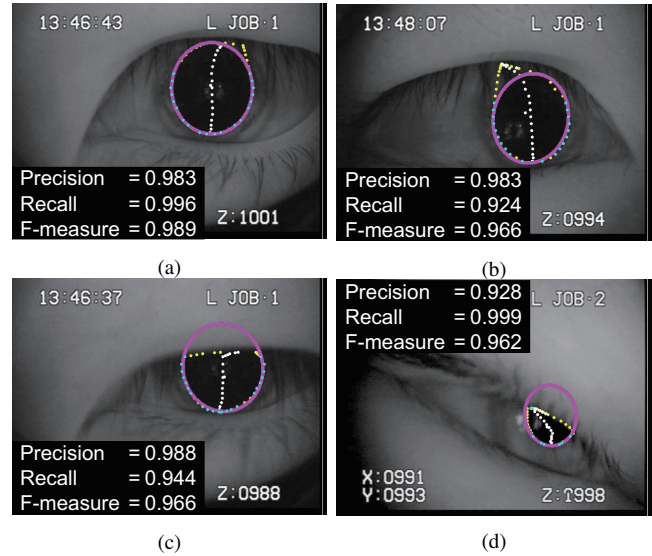 13:46:43 L JOB·1
Precision = 0.983
Recall = 0.996
F-measure = 0.989
Z:1001
(a)
13:48:07 L JOB·1
Precision = 0.983
Recall = 0.924
F-measure = 0.966
Z:0994
(b)
13:46:37 L JOB·1
Precision = 0.988
Recall = 0.944
F-measure = 0.966
Z:0988
(c)
Precision = 0.928
Recall = 0.999
F-measure = 0.962
L JOB·2
X:0991
Y:0993
(d)